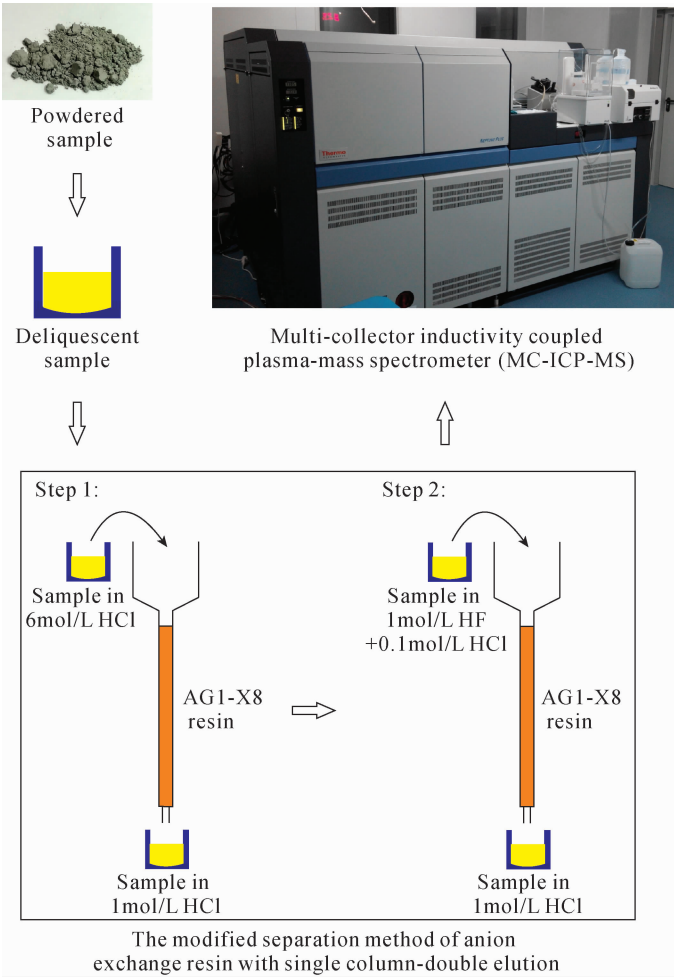 Powdered
sample
Thermo
Deliquescent
sample
Multi-collector inductivity coupled
plasma-mass spectrometer (MC-ICP-MS)
Step 1:
Step 2:
Sample in
6mol/L HCl
Sample in
1mol/L HF
+0.1mol/L HCl
AG1-X8
resin
AG1-X8
resin
Sample in
1mol/L HCl
Sample in
1mol/L HCl
The modified separation method of anion
exchange resin with single column-double elution